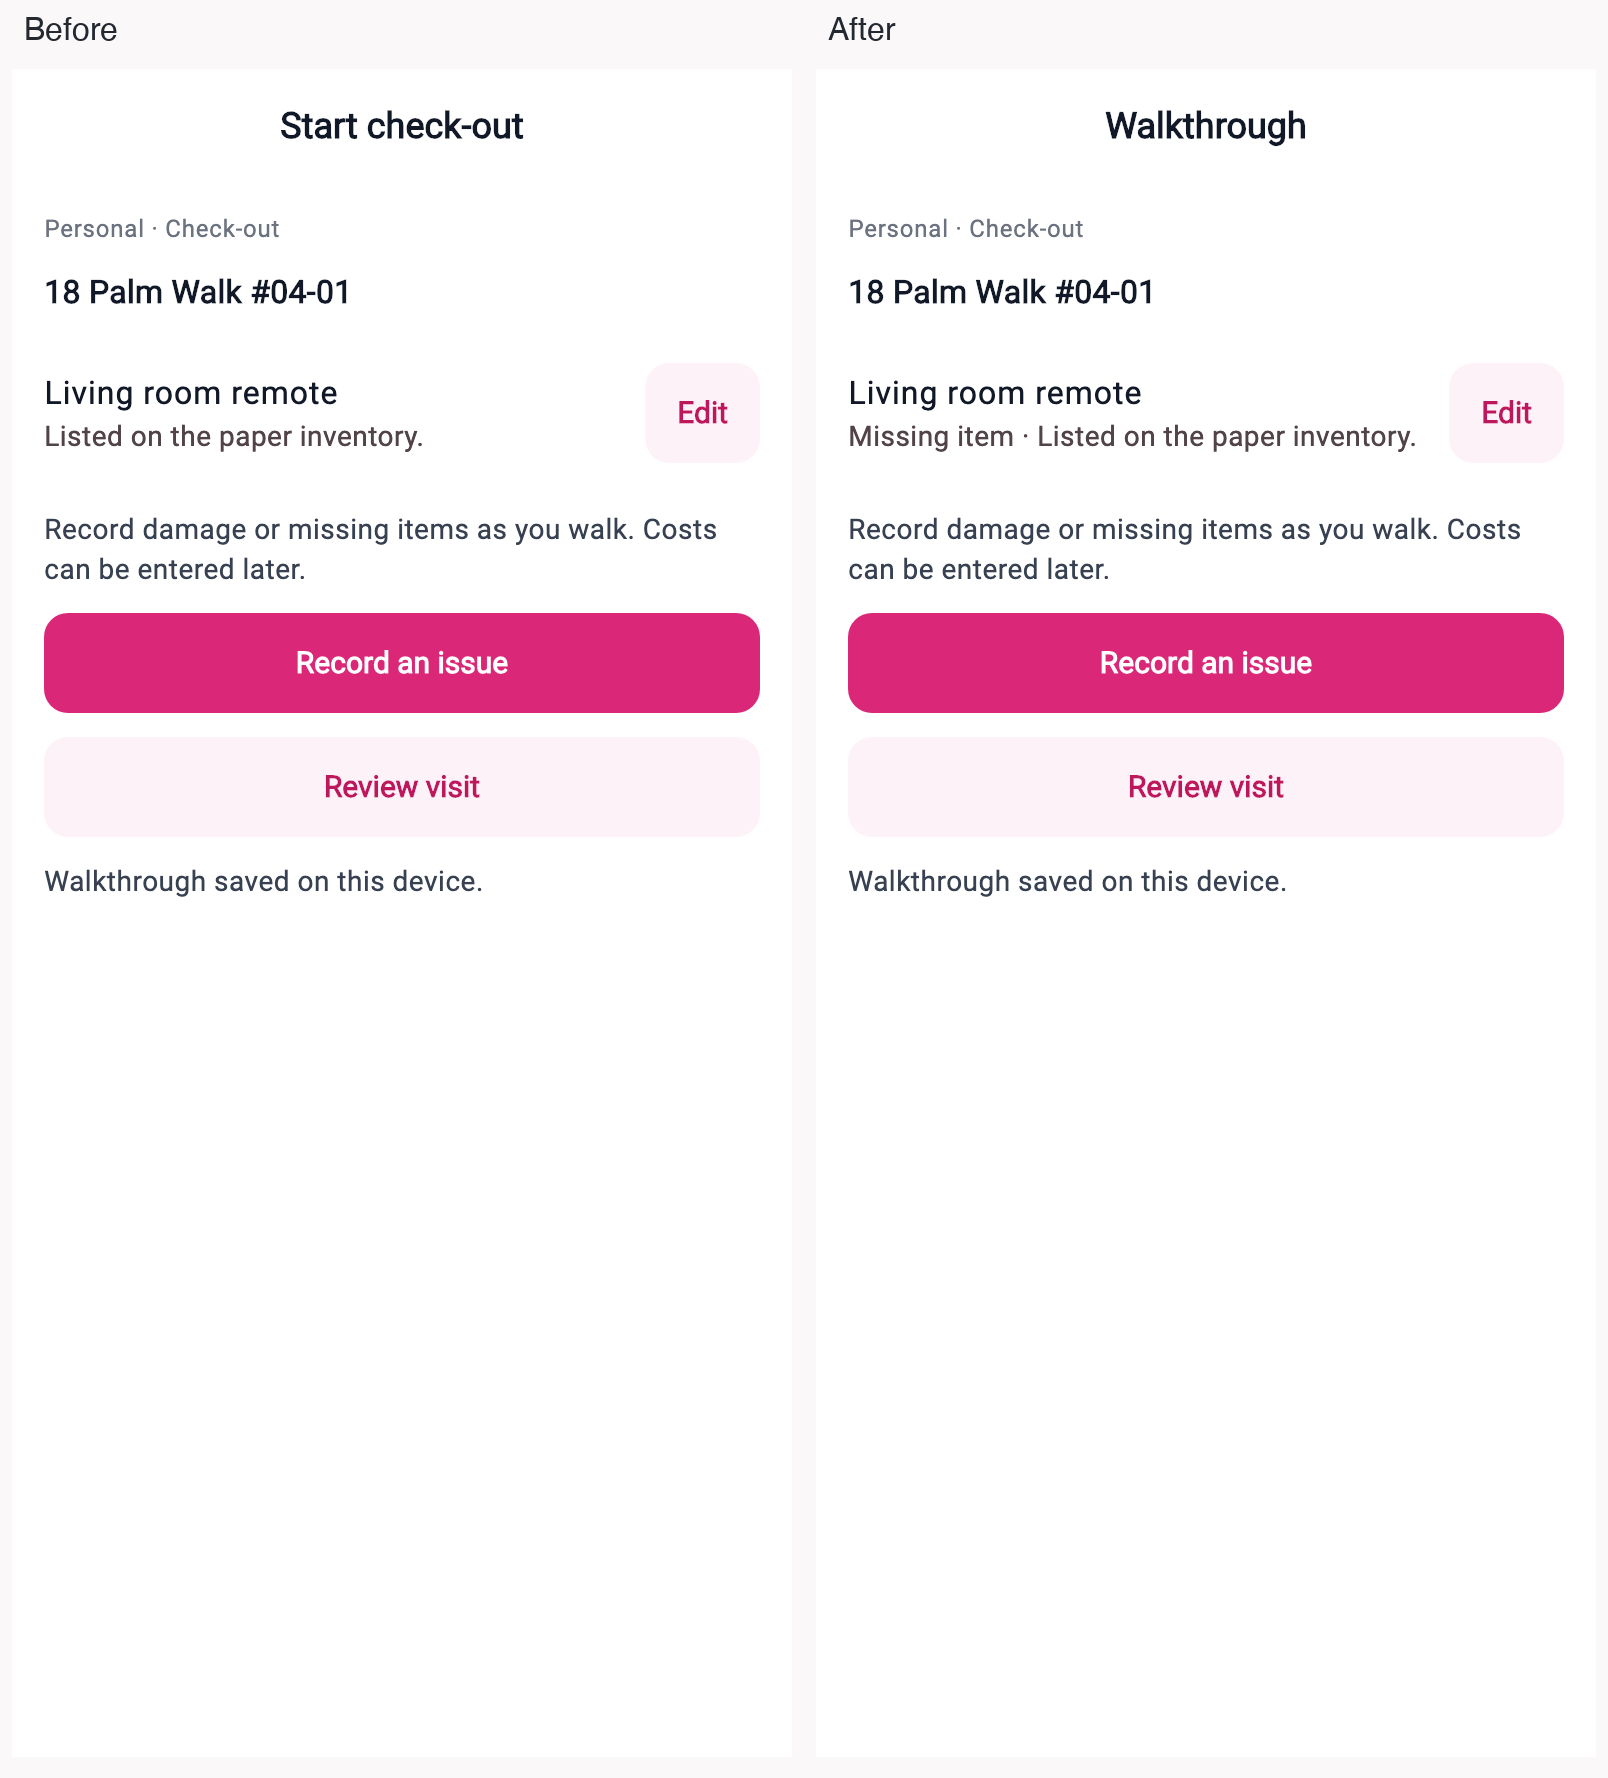 Before
Start check-out
Personal · Check-out
18 Palm Walk #04-01
Living room remote
Listed on the paper inventory.
Edit
Record damage or missing items as you walk. Costs
can be entered later.
Record an issue
Review visit
Walkthrough saved on this device.
After
Walkthrough
Personal · Check-out
18 Palm Walk #04-01
Living room remote
Missing item · Listed on the paper inventory.
Edit
Record damage or missing items as you walk. Costs
can be entered later.
Record an issue
Review visit
Walkthrough saved on this device.